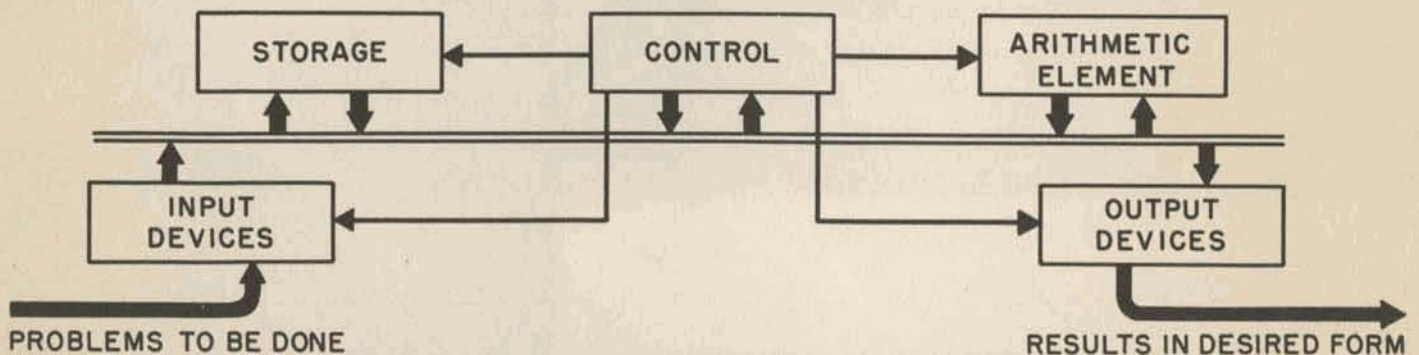 STORAGE
CONTROL
ARITHMETIC
ELEMENT
INPUT
DEVICES
OUTPUT
DEVICES
PROBLEMS TO BE DONE
RESULTS IN DESIRED FORM